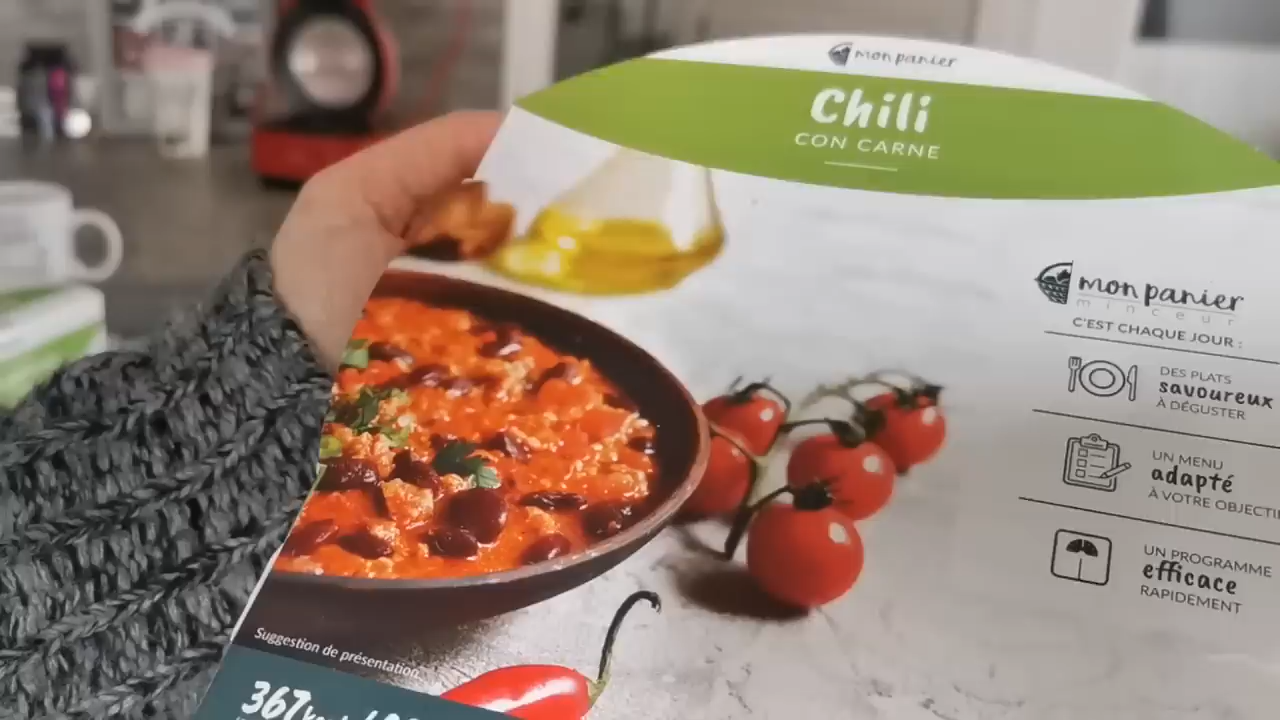 mon panier
Chili
CON CARNE
mon panier
minceur
C'EST CHAQUE JOUR :
DES PLATS
savoureux
À DÉGUSTER
UN MENU
adapté
À VOTRE
UN PROGRAMME
efficace
RAPIDEMENT
Suggestion de présentation
367